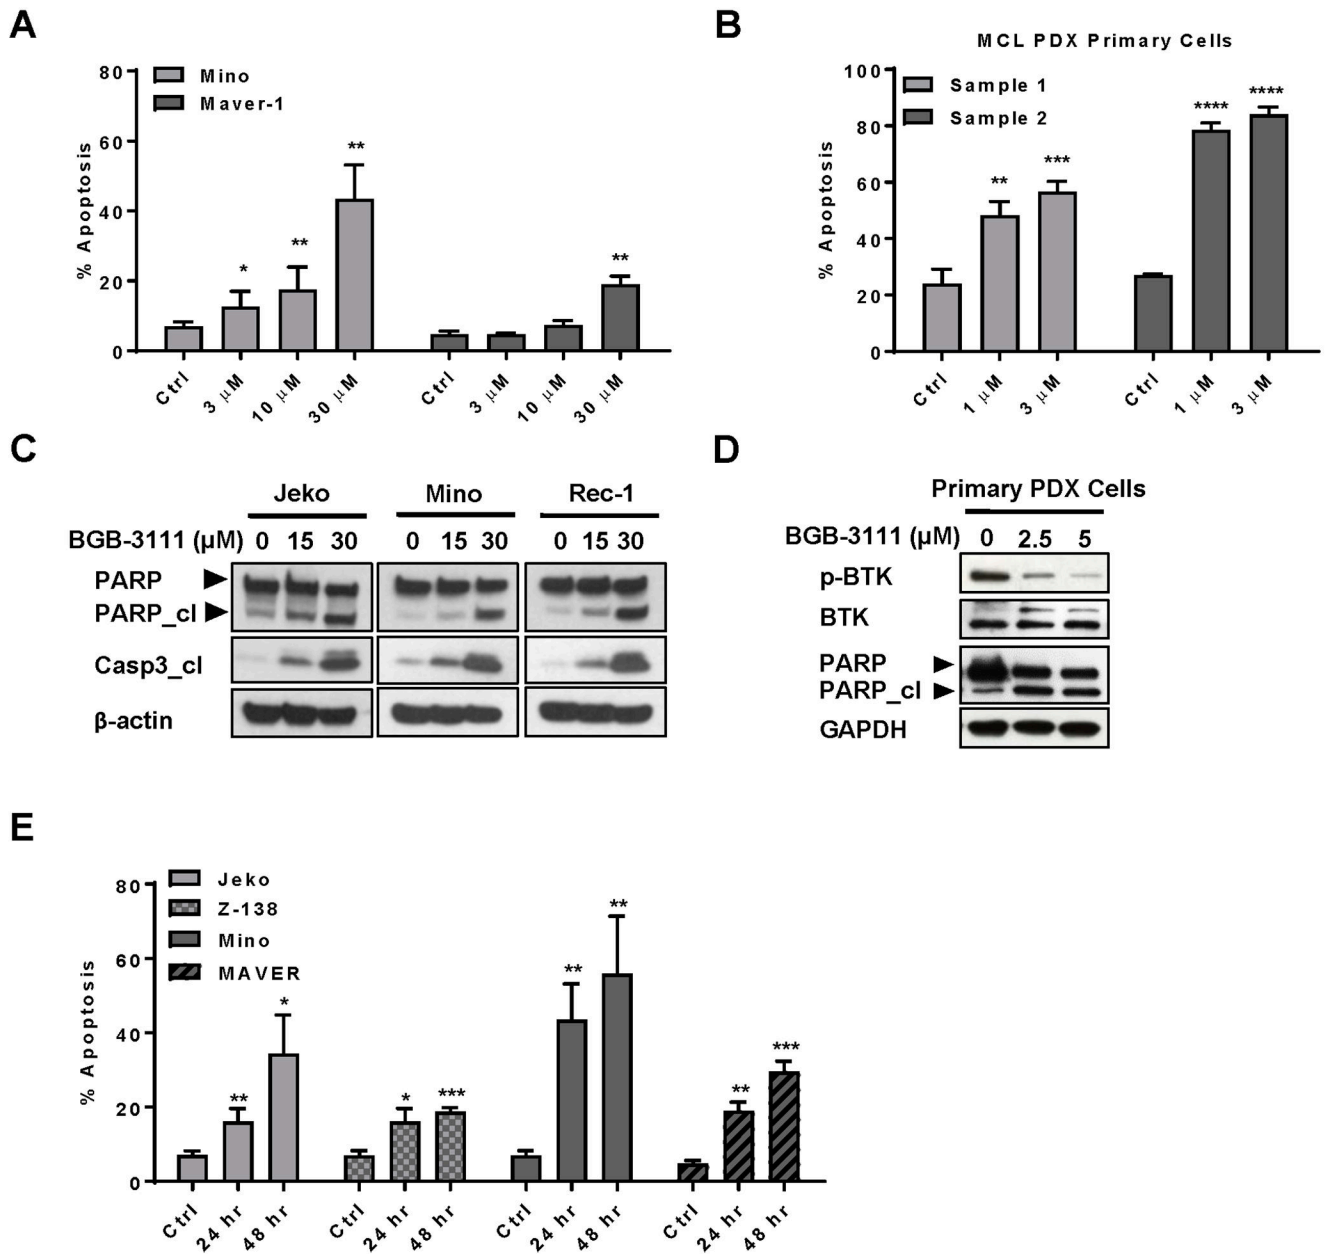 A
80
60
40
20
0
% Apoptosis
Mino
Maver-1
*
**
**
**
Ctrl
3 µM
10 µM
30 µM
Ctrl
3 µM
10 µM
30 µM
B
MCL PDX Primary Cells
100
80
60
40
20
0
% Apoptosis
Sample 1
Sample 2
**
***
****
****
Ctrl
1 µM
3 µM
Ctrl
1 µM
3 µM
C
Jeko Mino Rec-1
BGB-3111 (µM) 0 15 30 0 15 30 0 15 30
PARP
PARP_cl
Casp3_cl
β-actin
D
Primary PDX Cells
BGB-3111 (µM) 0 2.5 5
p-BTK
BTK
PARP
PARP_cl
GAPDH
E
80
60
40
20
0
% Apoptosis
Jeko
Z-138
Mino
MAVER
**
*
*
***
**
**
**
***
Ctrl
24 hr
48 hr
Ctrl
24 hr
48 hr
Ctrl
24 hr
48 hr
Ctrl
24 hr
48 hr